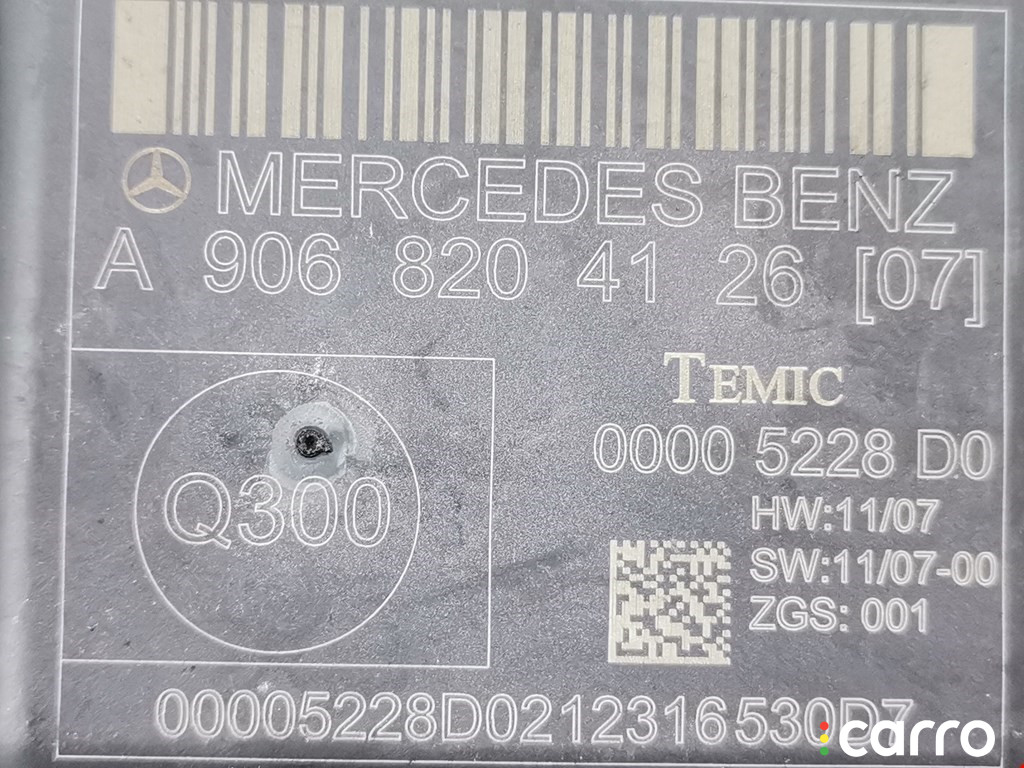 MERCEDES BENZ
A 906 820 41 26 [07]
TEMIC
0000 5228 D0
HW:11/07
SW:11/07-00
ZGS: 001
Q300
00005228D0212316530D7
carro